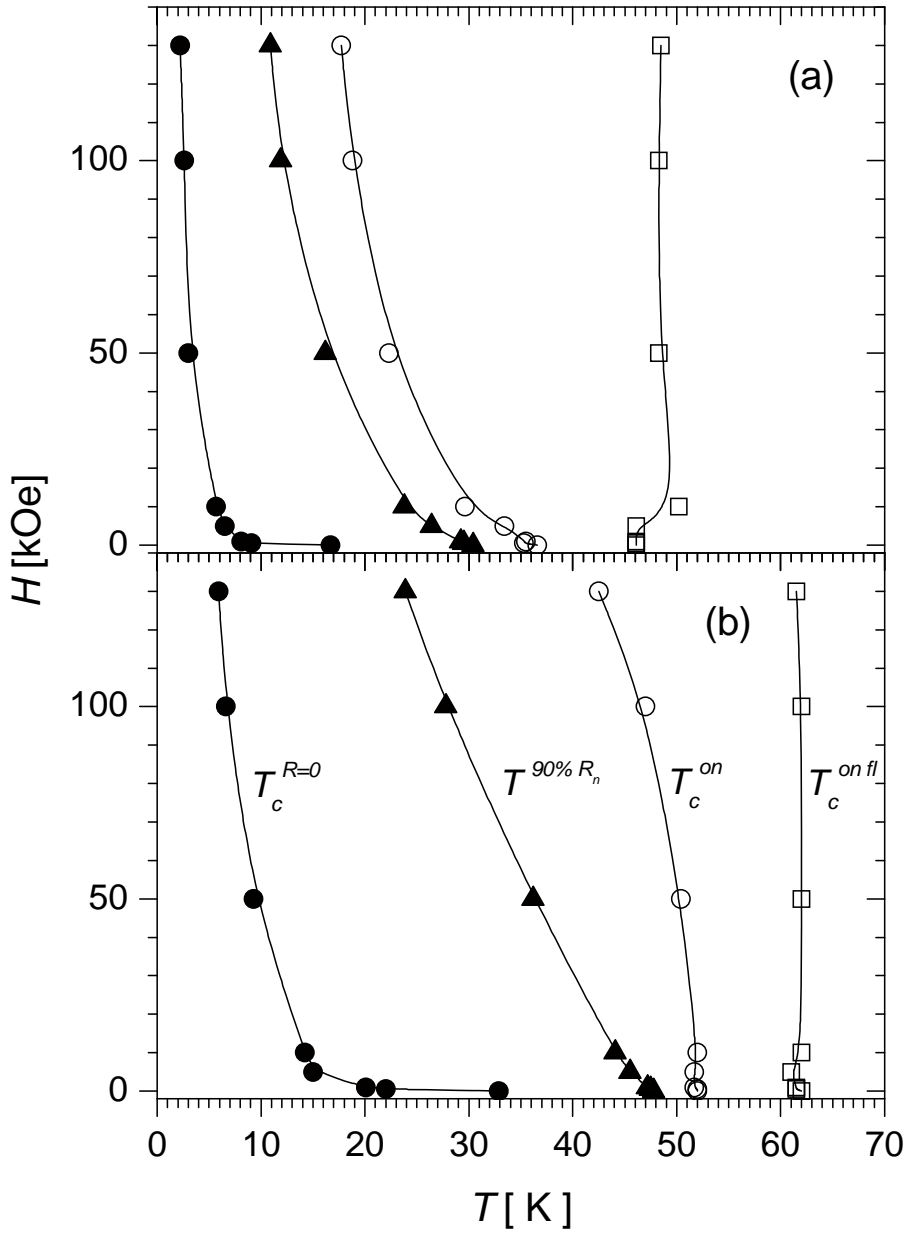 (a)
100
50
0
H [kOe]
(b)
100
50
0
T_c^{R=0}
T^{90% R_n}
T_c^{on}
T_c^{on fl}
0 10 20 30 40 50 60 70
T [ K ]